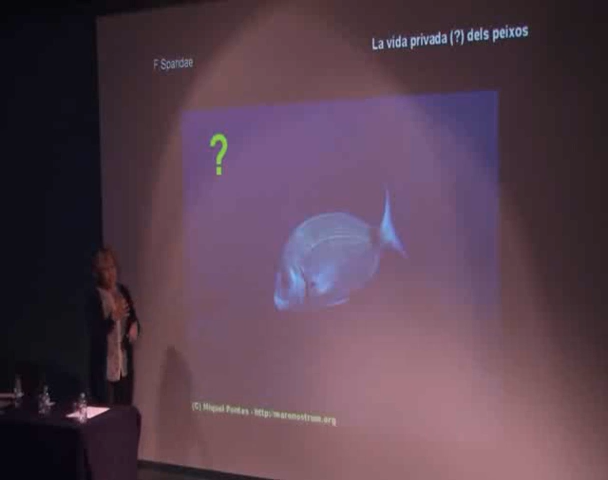 La vida privada (?) dels peixos
F.Sparidae
?
(C) Miquel Pontes - http://marenostrum.org